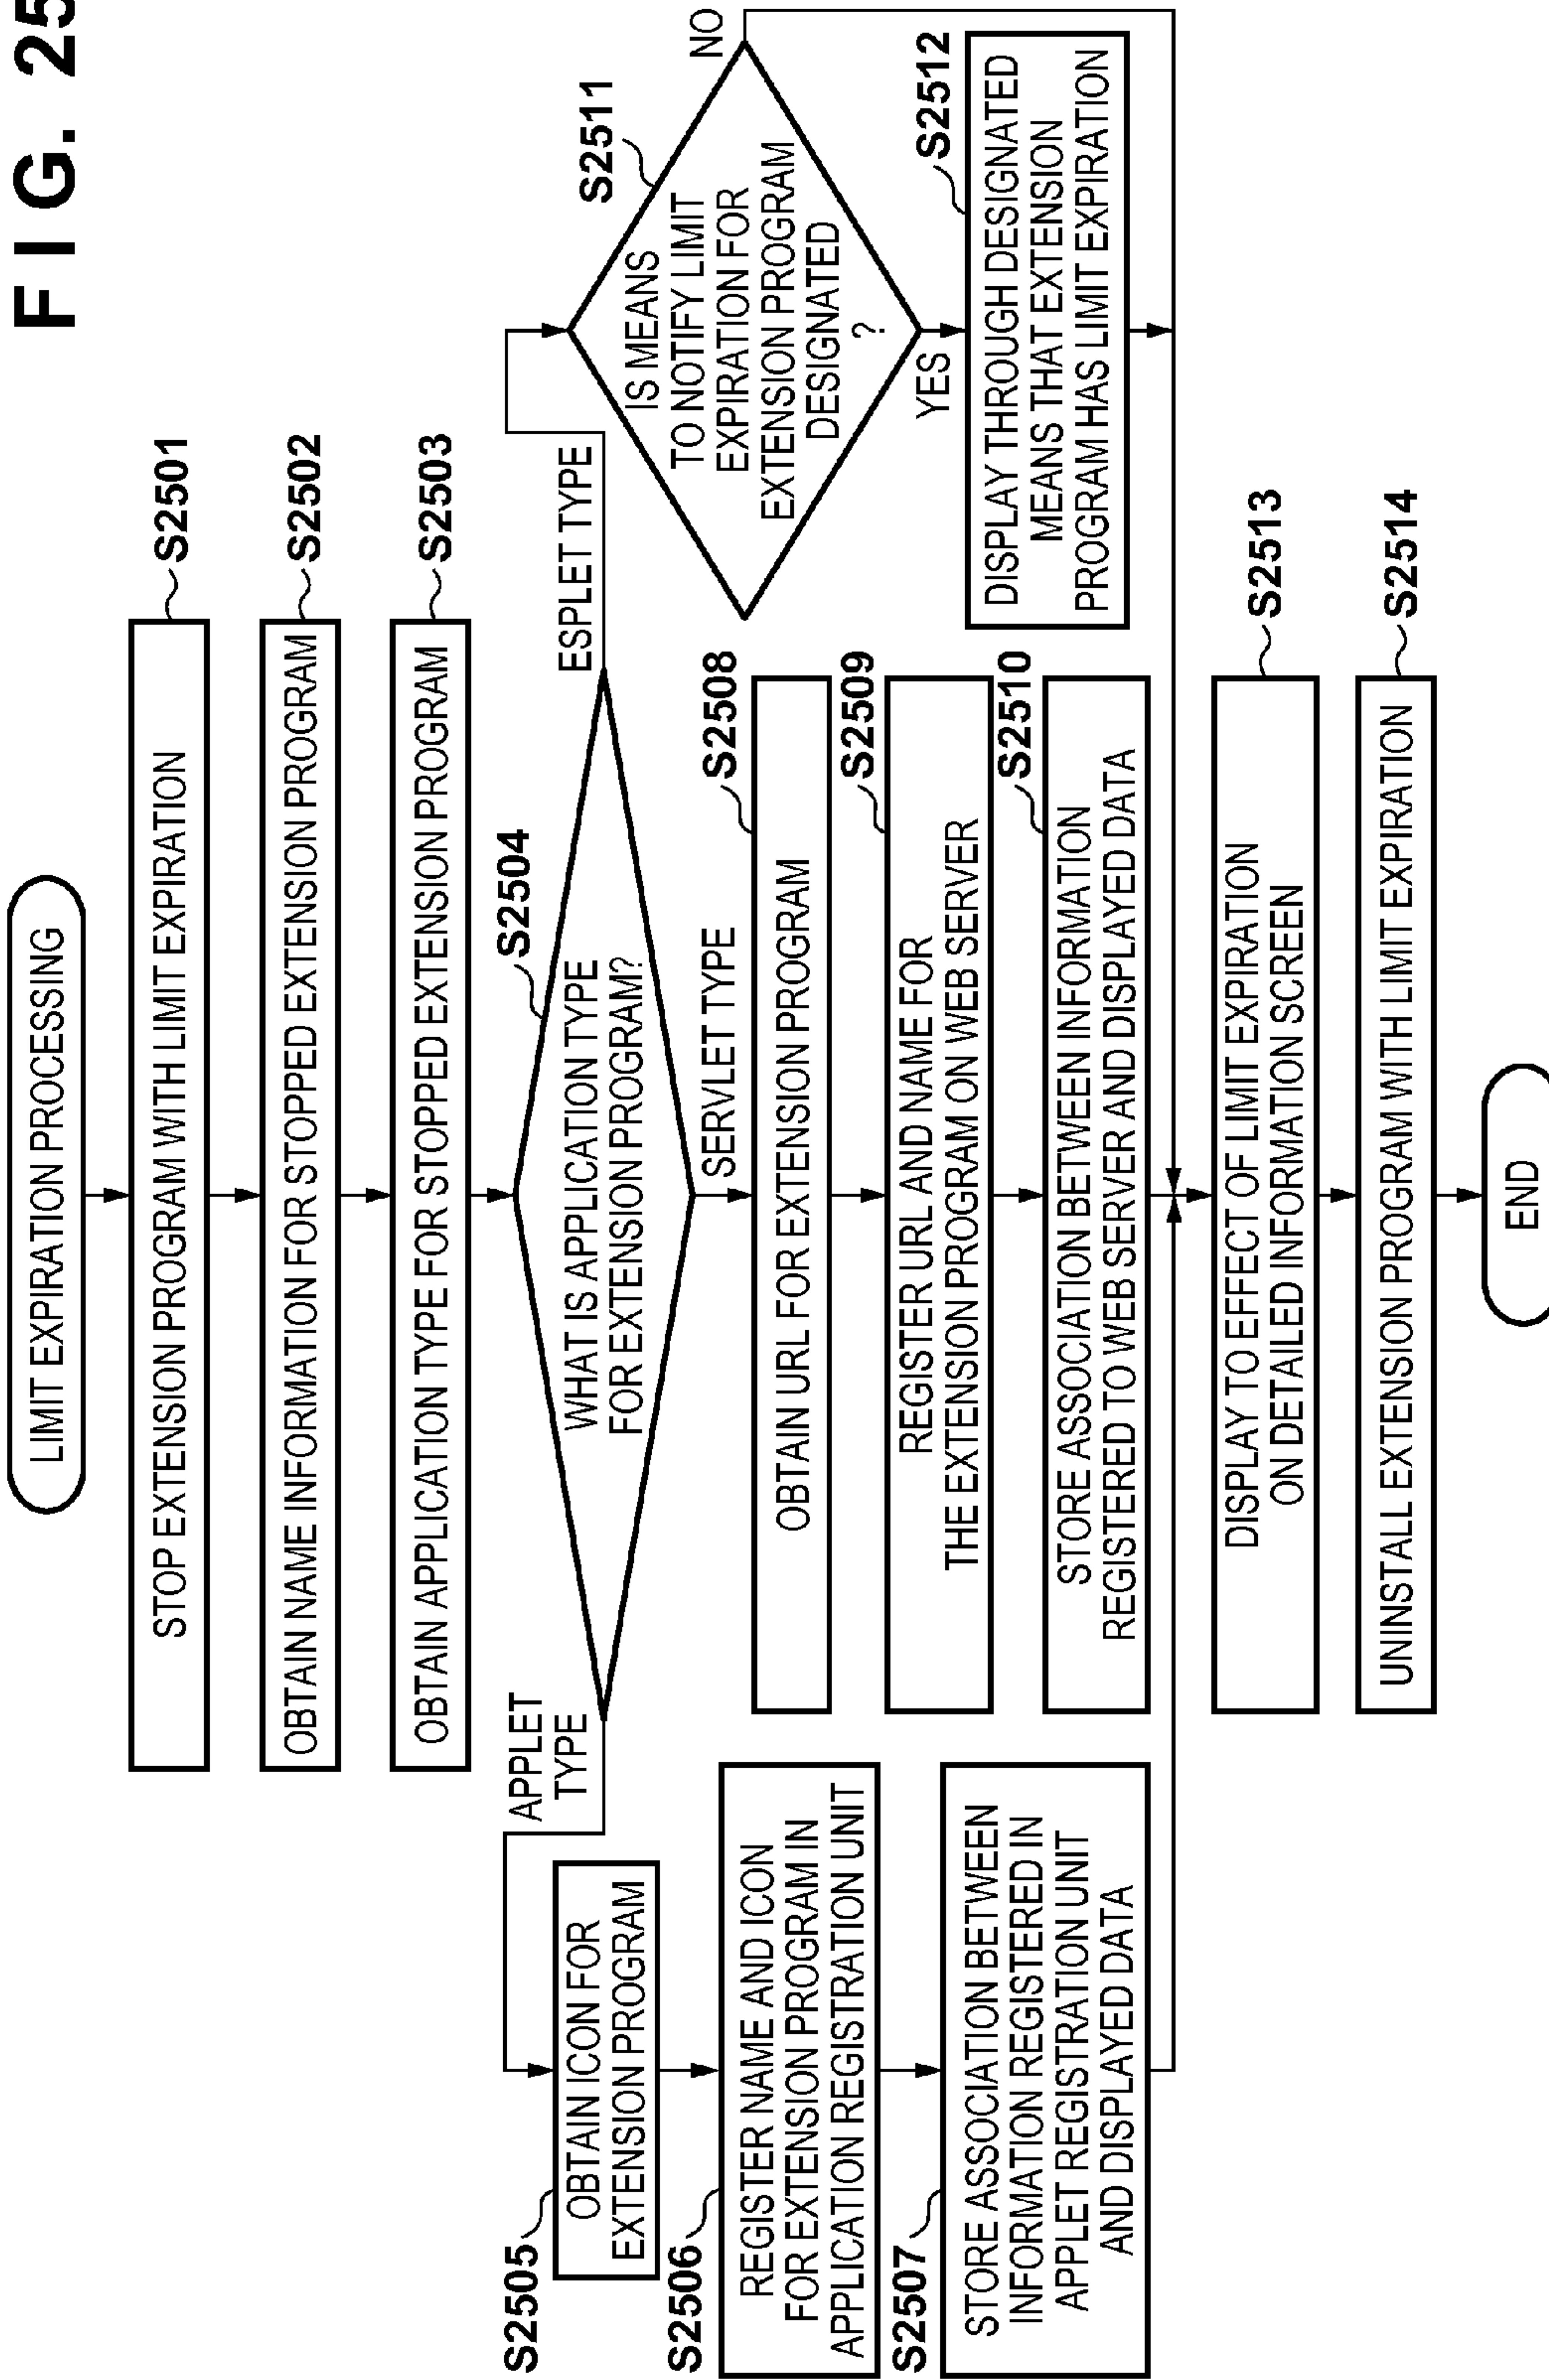 FIG. 25
LIMIT EXPIRATION PROCESSING
STOP EXTENSION PROGRAM WITH LIMIT EXPIRATION
S2501
OBTAIN NAME INFORMATION FOR STOPPED EXTENSION PROGRAM
S2502
OBTAIN APPLICATION TYPE FOR STOPPED EXTENSION PROGRAM
S2503
S2504
WHAT IS APPLICATION TYPE
FOR EXTENSION PROGRAM?
APPLET
TYPE
SERVLET TYPE
ESPLET TYPE
S2505
OBTAIN ICON FOR
EXTENSION PROGRAM
S2506
REGISTER NAME AND ICON
FOR EXTENSION PROGRAM IN
APPLICATION REGISTRATION UNIT
S2507
STORE ASSOCIATION BETWEEN
INFORMATION REGISTERED IN
APPLET REGISTRATION UNIT
AND DISPLAYED DATA
S2508
OBTAIN URL FOR EXTENSION PROGRAM
S2509
REGISTER URL AND NAME FOR
THE EXTENSION PROGRAM ON WEB SERVER
S2510
STORE ASSOCIATION BETWEEN INFORMATION
REGISTERED TO WEB SERVER AND DISPLAYED DATA
S2511
IS MEANS
TO NOTIFY LIMIT
EXPIRATION FOR
EXTENSION PROGRAM
DESIGNATED
?
NO
YES
S2512
DISPLAY THROUGH DESIGNATED
MEANS THAT EXTENSION
PROGRAM HAS LIMIT EXPIRATION
DISPLAY TO EFFECT OF LIMIT EXPIRATION
ON DETAILED INFORMATION SCREEN
S2513
UNINSTALL EXTENSION PROGRAM WITH LIMIT EXPIRATION
S2514
END